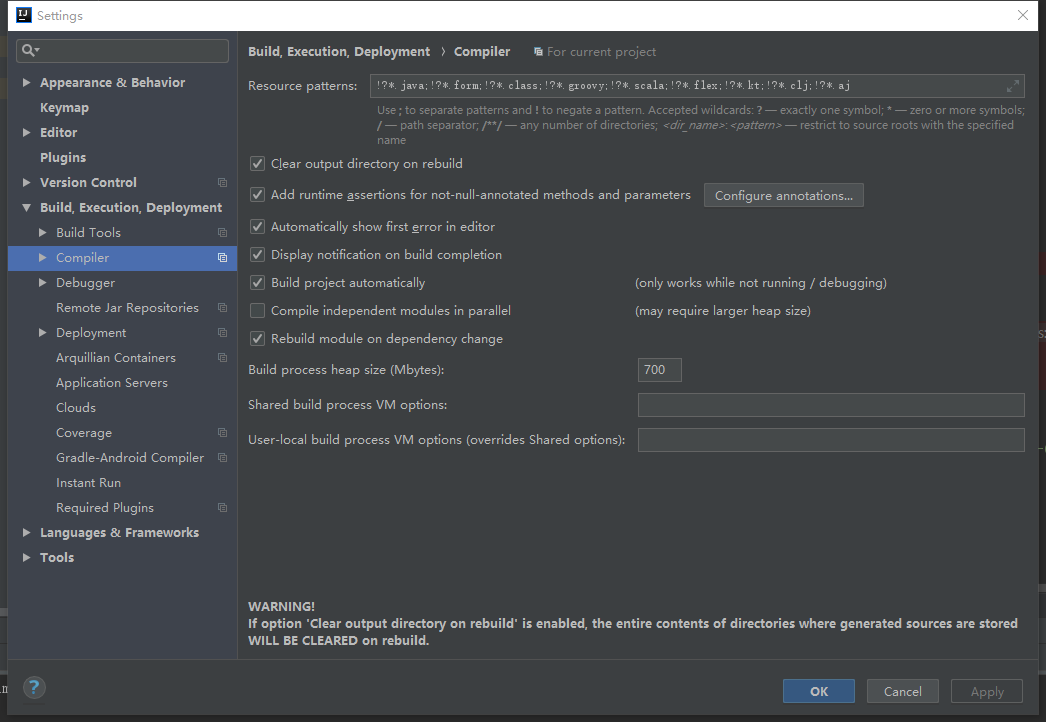 Settings
Appearance & Behavior
Keymap
Editor
Plugins
Version Control
Build, Execution, Deployment
Build Tools
Compiler
Debugger
Remote Jar Repositories
Deployment
Arquillian Containers
Application Servers
Clouds
Coverage
Gradle-Android Compiler
Instant Run
Required Plugins
Languages & Frameworks
Tools
Build, Execution, Deployment › Compiler For current project
Resource patterns: !?*.java;!?*.form;!?*.class;!?*.groovy;!?*.scala;!?*.flex;!?*.kt;!?*.clj;!?*.aj
Use ; to separate patterns and ! to negate a pattern. Accepted wildcards: ? — exactly one symbol; * — zero or more symbols;
/ — path separator; /**/ — any number of directories; <dir_name>:<pattern> — restrict to source roots with the specified
name
Clear output directory on rebuild
Add runtime assertions for not-null-annotated methods and parameters Configure annotations...
Automatically show first error in editor
Display notification on build completion
Build project automatically (only works while not running / debugging)
Compile independent modules in parallel (may require larger heap size)
Rebuild module on dependency change
Build process heap size (Mbytes): 700
Shared build process VM options:
User-local build process VM options (overrides Shared options):
WARNING!
If option 'Clear output directory on rebuild' is enabled, the entire contents of directories where generated sources are stored
WILL BE CLEARED on rebuild.
? OK Cancel Apply